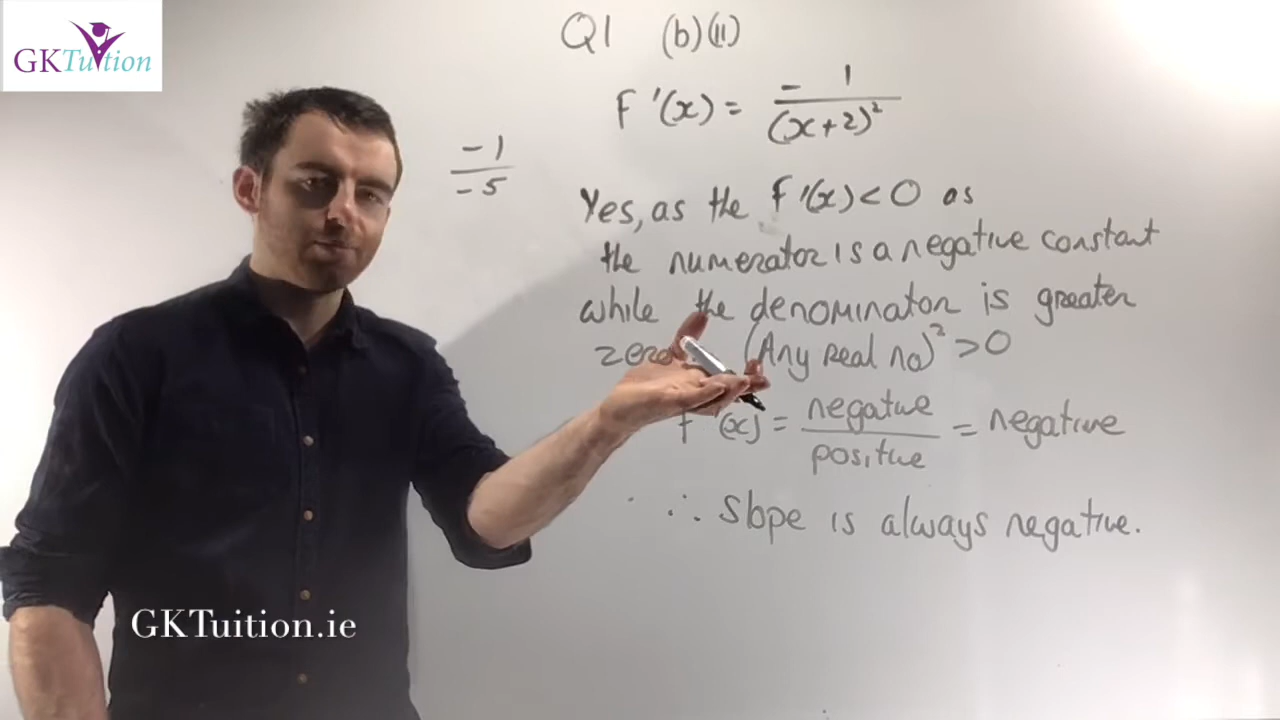 GKTuition
Q1 (b)(ii)
F'(x) = - 1 / (x+2)²
-1 / -5
Yes, as the F'(x) < 0 as
the numerator is a negative constant
while the denominator is greater
zero (Any real no)² > 0
F'(x) = negative / positive = negative
∴ Slope is always negative.
GKTuition.ie